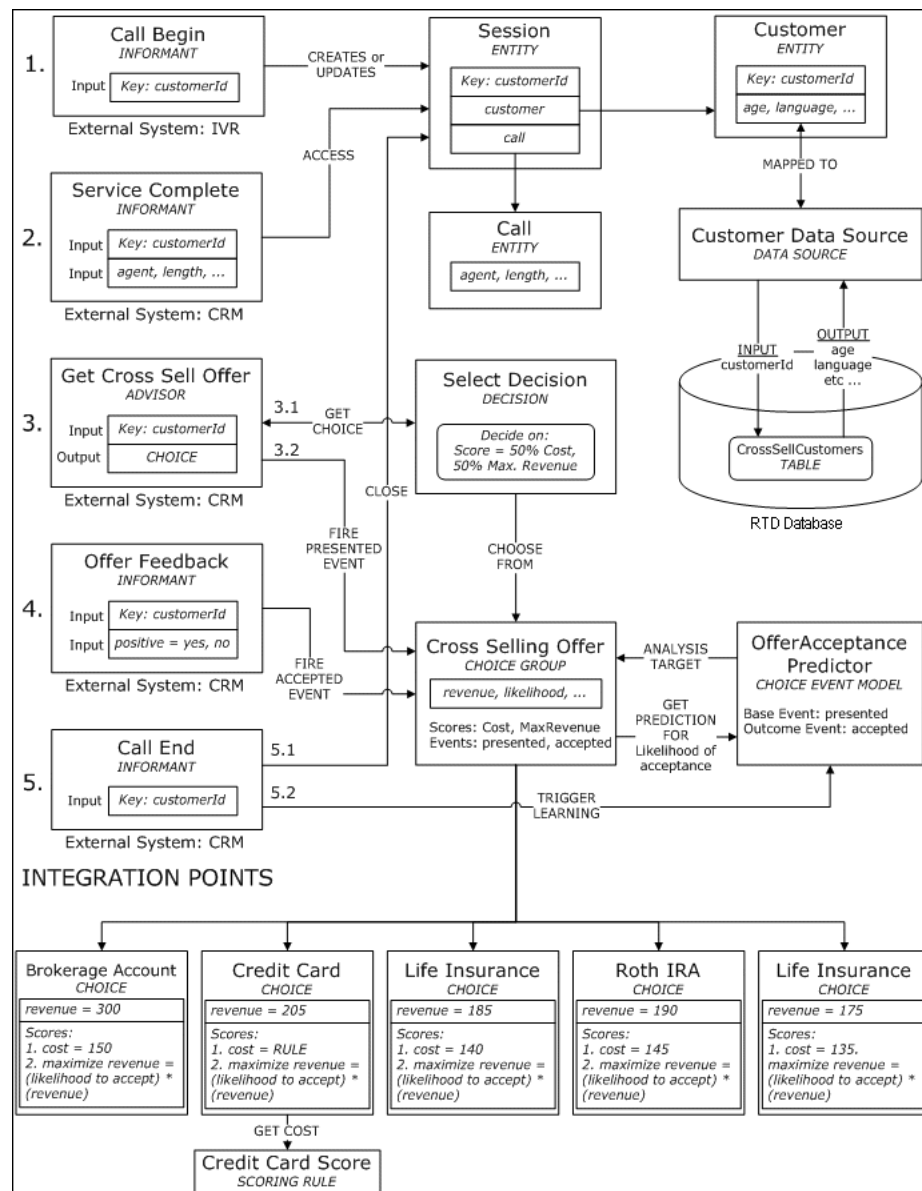 1.
Call Begin
INFORMANT
Input
Key: customerId
External System: IVR
CREATES or
UPDATES
Session
ENTITY
Key: customerId
customer
call
Customer
ENTITY
Key: customerId
age, language, ...
ACCESS
MAPPED TO
2.
Service Complete
INFORMANT
Input
Key: customerId
Input
agent, length, ...
External System: CRM
Call
ENTITY
agent, length, ...
Customer Data Source
DATA SOURCE
INPUT
customerId
OUTPUT
age
language
etc ...
CrossSellCustomers
TABLE
RTD Database
3.
Get Cross Sell Offer
ADVISOR
Input
Key: customerId
Output
CHOICE
External System: CRM
3.1
GET
CHOICE
3.2
Select Decision
DECISION
Decide on:
Score = 50% Cost,
50% Max. Revenue
CLOSE
FIRE
PRESENTED
EVENT
CHOOSE
FROM
4.
Offer Feedback
INFORMANT
Input
Key: customerId
Input
positive = yes, no
External System: CRM
FIRE
ACCEPTED
EVENT
Cross Selling Offer
CHOICE GROUP
revenue, likelihood, ...
Scores: Cost, MaxRevenue
Events: presented, accepted
ANALYSIS
TARGET
GET
PREDICTION
FOR
Likelihood of
acceptance
OfferAcceptance
Predictor
CHOICE EVENT MODEL
Base Event: presented
Outcome Event: accepted
5.
Call End
INFORMANT
Input
Key: customerId
External System: CRM
5.1
5.2
TRIGGER
LEARNING
INTEGRATION POINTS
Brokerage Account
CHOICE
revenue = 300
Scores:
1. cost = 150
2. maximize revenue =
(likelihood to accept) *
(revenue)
Credit Card
CHOICE
revenue = 205
Scores:
1. cost = RULE
2. maximize revenue =
(likelihood to accept) *
(revenue)
Life Insurance
CHOICE
revenue = 185
Scores:
1. cost = 140
2. maximize revenue =
(likelihood to accept) *
(revenue)
Roth IRA
CHOICE
revenue = 190
Scores:
1. cost = 145
2. maximize revenue =
(likelihood to accept) *
(revenue)
Life Insurance
CHOICE
revenue = 175
Scores:
1. cost = 135.
maximize revenue =
(likelihood to accept) *
(revenue)
GET COST
Credit Card Score
SCORING RULE